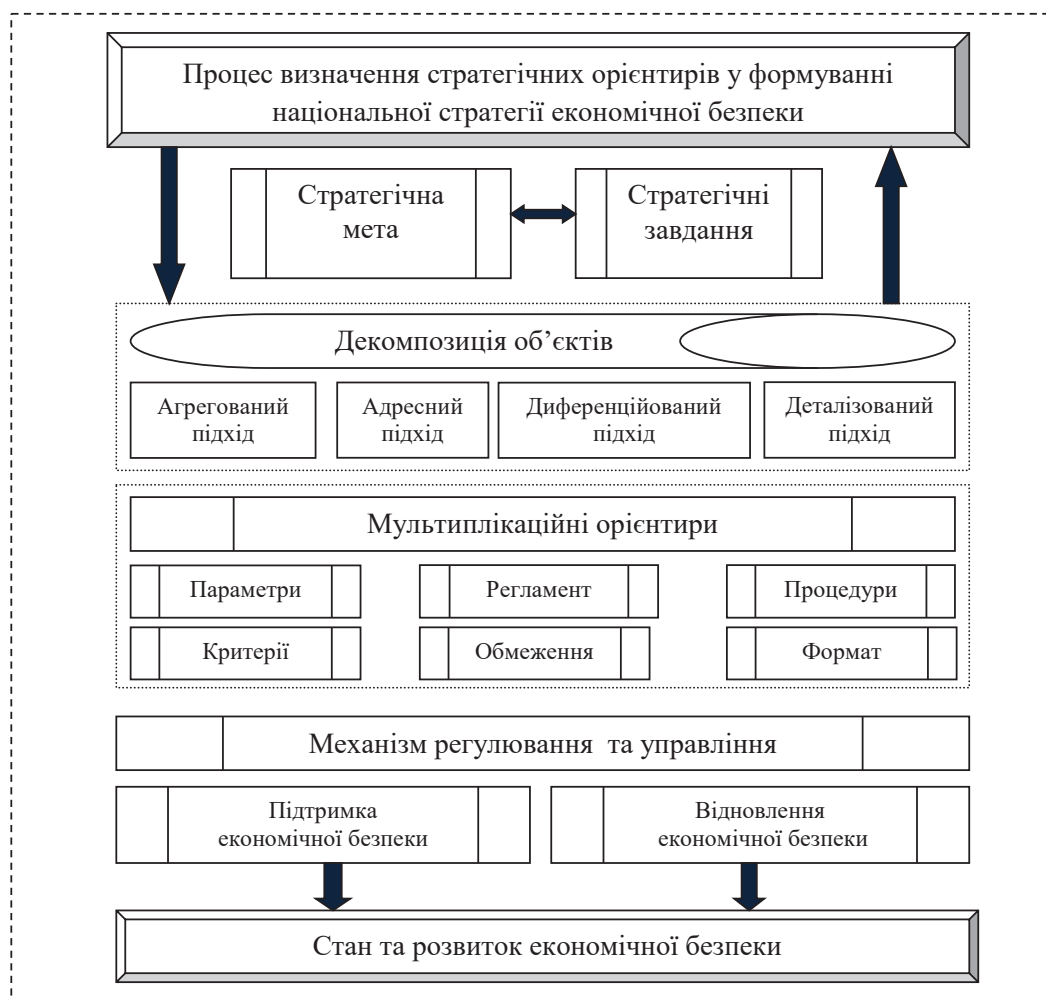 Процес визначення стратегічних орієнтирів у формуванні
національної стратегії економічної безпеки
Стратегічна
мета
Стратегічні
завдання
Декомпозиція об’єктів
Агрегований
підхід
Адресний
підхід
Диференційований
підхід
Деталізований
підхід
Мультиплікаційні орієнтири
Параметри
Регламент
Процедури
Критерії
Обмеження
Формат
Механізм регулювання та управління
Підтримка
економічної безпеки
Відновлення
економічної безпеки
Стан та розвиток економічної безпеки